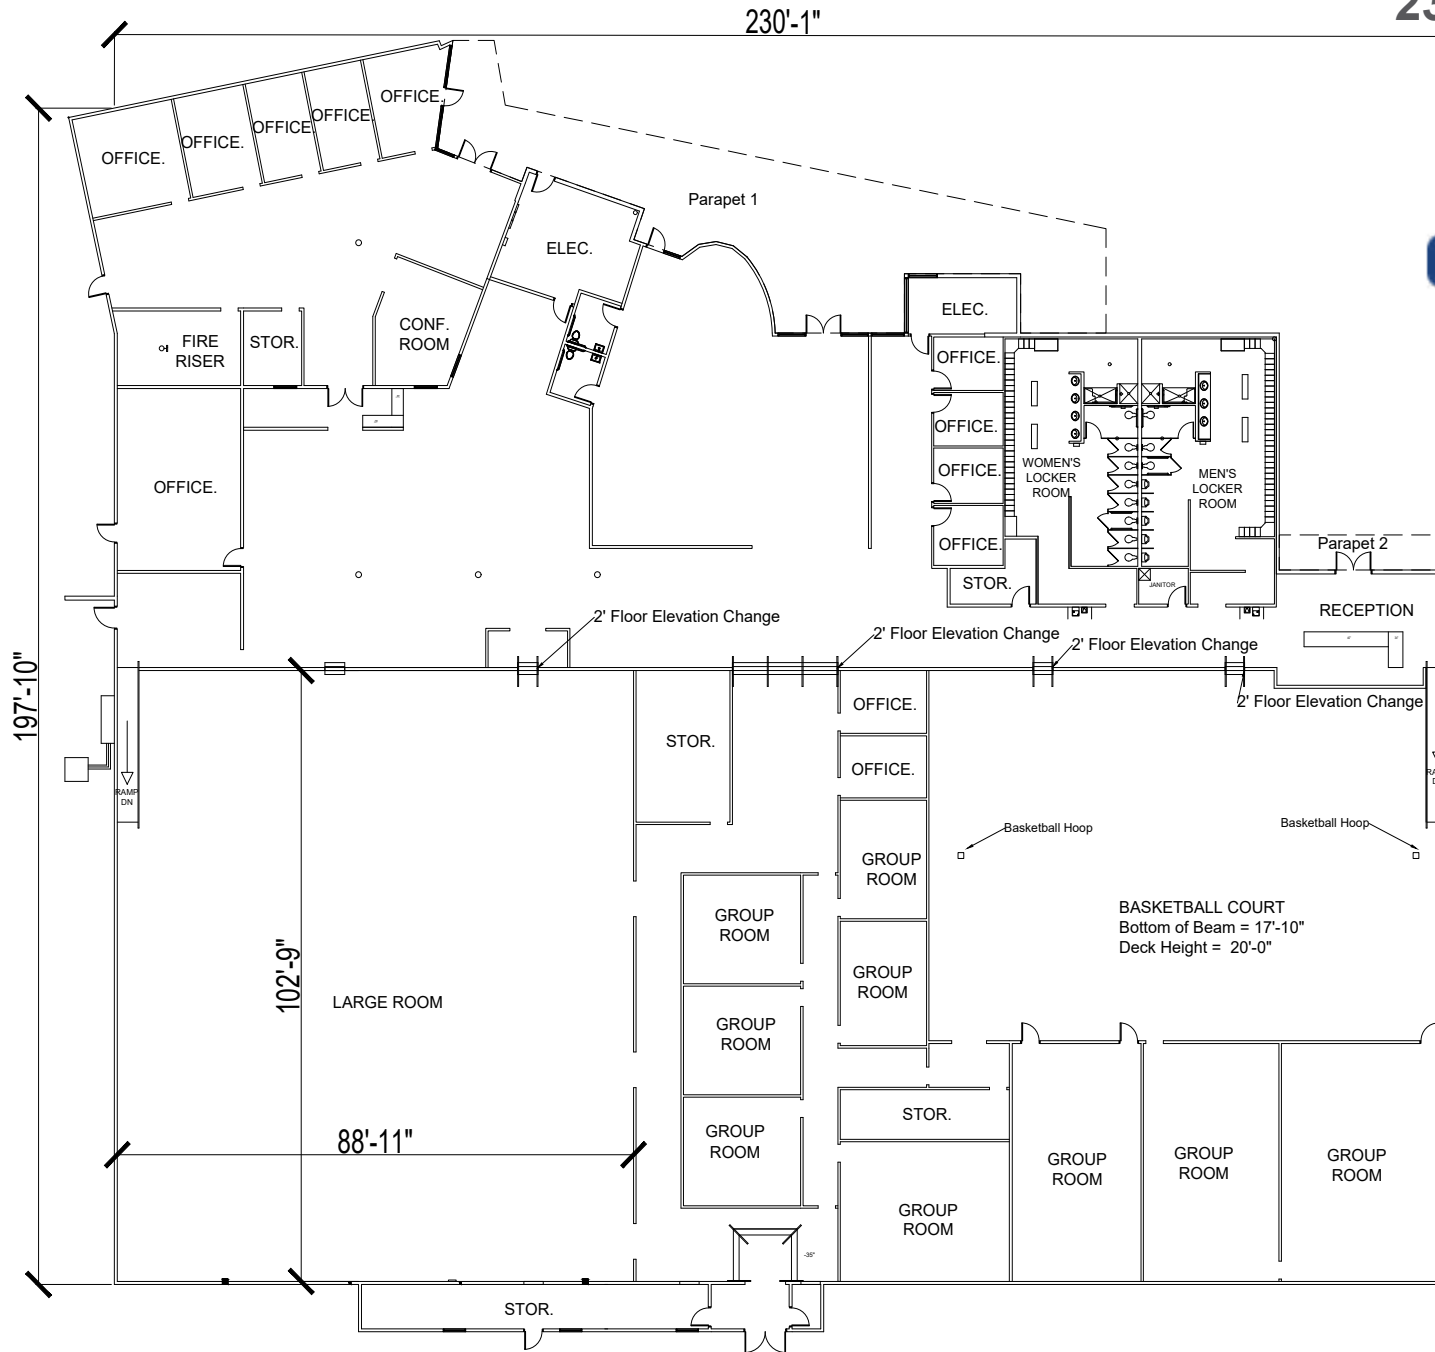 230'-1"
23
OFFICE.
OFFICE.
OFFICE.
OFFICE.
OFFICE.
Parapet 1
ELEC.
ELEC.
FIRE
RISER
STOR.
CONF.
ROOM
OFFICE.
OFFICE.
OFFICE.
OFFICE.
OFFICE.
WOMEN'S
LOCKER
ROOM
MEN'S
LOCKER
ROOM
Parapet 2
STOR.
JANITOR
RECEPTION
2' Floor Elevation Change
2' Floor Elevation Change
2' Floor Elevation Change
2' Floor Elevation Change
197'-10"
OFFICE.
STOR.
OFFICE.
RAMP
DN
RA
D
Basketball Hoop
Basketball Hoop
GROUP
ROOM
GROUP
ROOM
BASKETBALL COURT
Bottom of Beam = 17'-10"
Deck Height = 20'-0"
102'-9"
LARGE ROOM
GROUP
ROOM
GROUP
ROOM
STOR.
88'-11"
GROUP
ROOM
GROUP
ROOM
GROUP
ROOM
GROUP
ROOM
GROUP
ROOM
-35"
STOR.